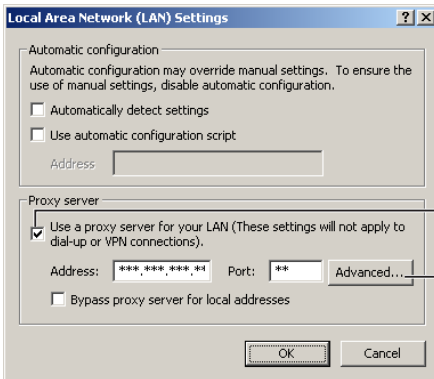 Local Area Network (LAN) Settings
Automatic configuration
Automatic configuration may override manual settings. To ensure the
use of manual settings, disable automatic configuration.
Automatically detect settings
Use automatic configuration script
Address
Proxy server
Use a proxy server for your LAN (These settings will not apply to
dial-up or VPN connections).
Address: ***.***.***.** Port: ** Advanced...
Bypass proxy server for local addresses
OK Cancel